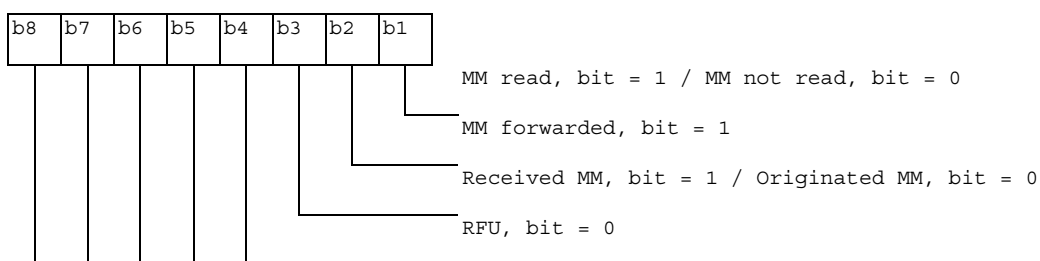 b8 b7 b6 b5 b4 b3 b2 b1
MM read, bit = 1 / MM not read, bit = 0
MM forwarded, bit = 1
Received MM, bit = 1 / Originated MM, bit = 0
RFU, bit = 0